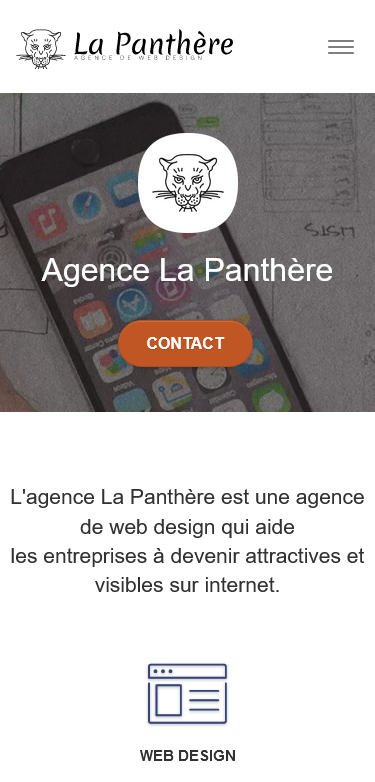 La Panthère
AGENCE DE WEB DESIGN
Agence La Panthère
CONTACT
L'agence La Panthère est une agence
de web design qui aide
les entreprises à devenir attractives et
visibles sur internet.
WEB DESIGN